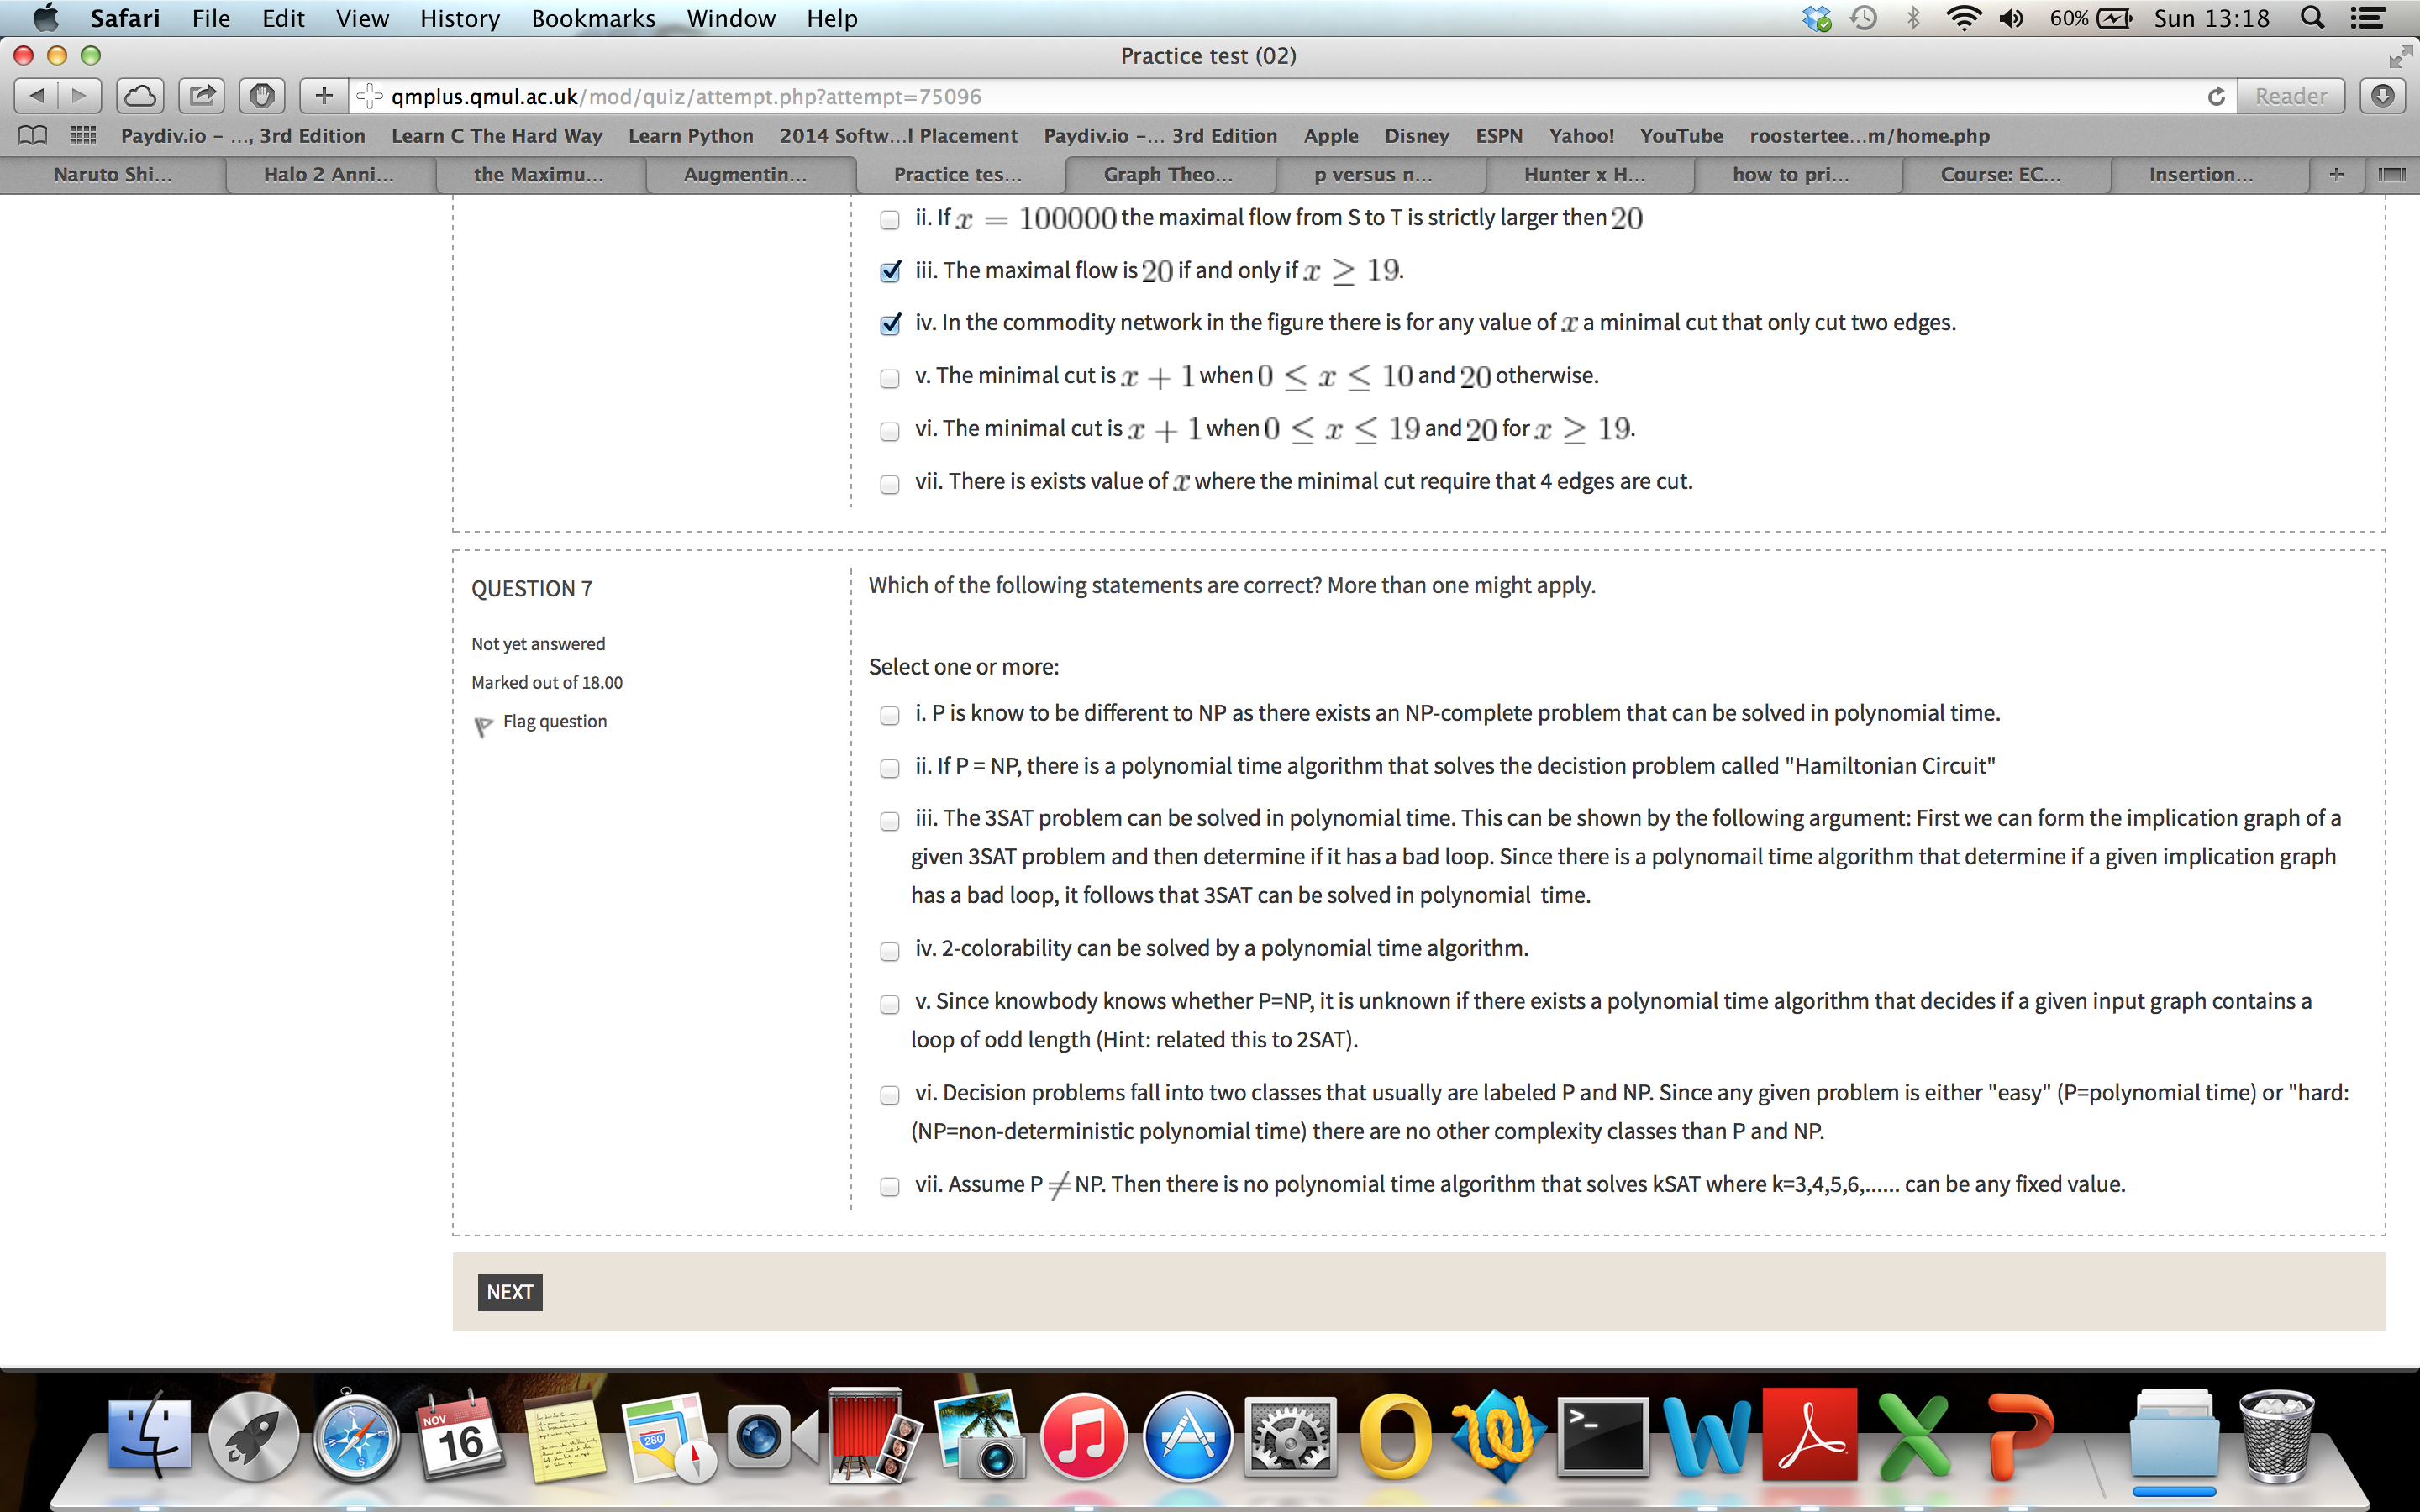 Safari File Edit View History Bookmarks Window Help 60% Sun 13:18
Practice test (02)
qmplus.qmul.ac.uk/mod/quiz/attempt.php?attempt=75096 Reader
Paydiv.io – ..., 3rd Edition Learn C The Hard Way Learn Python 2014 Softw...l Placement Paydiv.io –... 3rd Edition Apple Disney ESPN Yahoo! YouTube roostertee...m/home.php
Naruto Shi... Halo 2 Anni... the Maximu... Augmentin... Practice tes... Graph Theo... p versus n... Hunter x H... how to pri... Course: EC... Insertion...
ii. If x = 100000 the maximal flow from S to T is strictly larger then 20
iii. The maximal flow is 20 if and only if x ≥ 19.
iv. In the commodity network in the figure there is for any value of x a minimal cut that only cut two edges.
v. The minimal cut is x + 1 when 0 ≤ x ≤ 10 and 20 otherwise.
vi. The minimal cut is x + 1 when 0 ≤ x ≤ 19 and 20 for x ≥ 19.
vii. There is exists value of x where the minimal cut require that 4 edges are cut.
QUESTION 7
Not yet answered
Marked out of 18.00
Flag question
Which of the following statements are correct? More than one might apply.
Select one or more:
i. P is know to be different to NP as there exists an NP-complete problem that can be solved in polynomial time.
ii. If P = NP, there is a polynomial time algorithm that solves the decistion problem called "Hamiltonian Circuit"
iii. The 3SAT problem can be solved in polynomial time. This can be shown by the following argument: First we can form the implication graph of a
given 3SAT problem and then determine if it has a bad loop. Since there is a polynomail time algorithm that determine if a given implication graph
has a bad loop, it follows that 3SAT can be solved in polynomial time.
iv. 2-colorability can be solved by a polynomial time algorithm.
v. Since knowbody knows whether P=NP, it is unknown if there exists a polynomial time algorithm that decides if a given input graph contains a
loop of odd length (Hint: related this to 2SAT).
vi. Decision problems fall into two classes that usually are labeled P and NP. Since any given problem is either "easy" (P=polynomial time) or "hard:
(NP=non-deterministic polynomial time) there are no other complexity classes than P and NP.
vii. Assume P ≠ NP. Then there is no polynomial time algorithm that solves kSAT where k=3,4,5,6,...... can be any fixed value.
NEXT
NOV
16
280